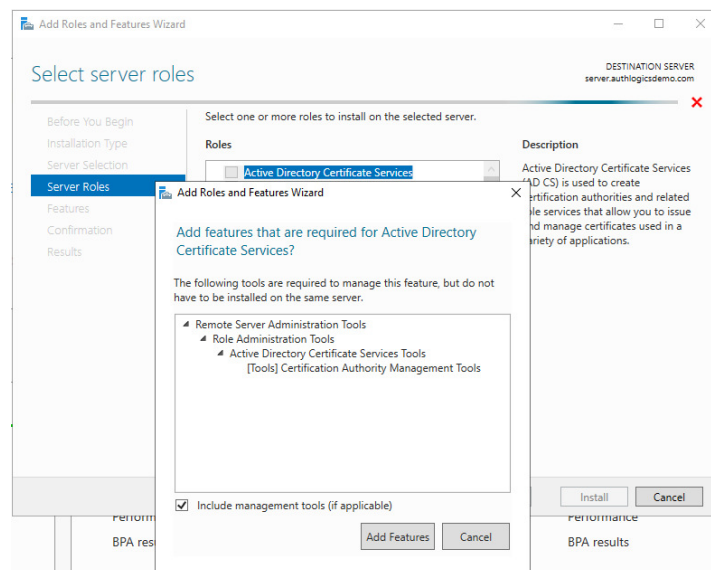 Add Roles and Features Wizard
Select server roles
DESTINATION SERVER
server.authlogicsdemo.com
Before You Begin
Installation Type
Server Selection
Server Roles
Features
Confirmation
Results
Select one or more roles to install on the selected server.
Roles
Active Directory Certificate Services
Description
Active Directory Certificate Services
(AD CS) is used to create
certification authorities and related
role services that allow you to issue
and manage certificates used in a
variety of applications.
Add Roles and Features Wizard
Add features that are required for Active Directory
Certificate Services?
The following tools are required to manage this feature, but do not
have to be installed on the same server.
Remote Server Administration Tools
Role Administration Tools
Active Directory Certificate Services Tools
[Tools] Certification Authority Management Tools
Include management tools (if applicable)
Add Features
Cancel
Install
Cancel
Performance
BPA results